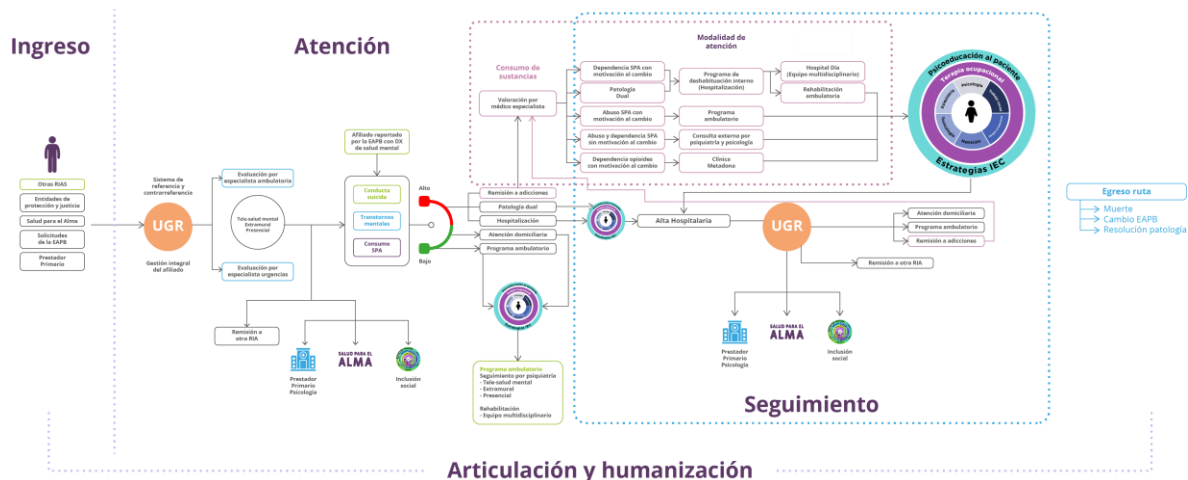 Ingreso
Otras RIAS
Entidades de
protección y justicia
Salud para el Alma
Solicitudes
de la EAPB
Prestador
Primario
Atención
Sistema de
referencia y
contrarreferencia
UGR
Gestión integral
del afiliado
Evaluación por
especialista ambulatoria
Tele-salud mental
Extramural
Presencial
Evaluación por
especialista urgencias
Remisión a
otra RIA
Prestador
Primario
Psicología
SALUD PARA EL
ALMA
Inclusión
social
Afiliado reportado
por la EAPB con DX
de salud mental
Conducta
suicida
Transtornos
mentales
Consumo
SPA
Alto
Bajo
Remisión a adicciones
Patología dual
Hospitalización
Atención domiciliaria
Programa ambulatorio
Programa ambulatorio
Seguimiento por psiquiatría
- Tele-salud mental
- Extramural
- Presencial
Rehabilitación
- Equipo multidisciplinario
Consumo de
sustancias
Valoración por
médico especialista
Modalidad de
atención
Dependencia SPA con
motivación al cambio
Patología
Dual
Abuso SPA con
motivación al cambio
Abuso y dependencia SPA
sin motivación al cambio
Dependencia opioides
con motivación al cambio
Programa de
deshabituación interno
(Hospitalización)
Programa
ambulatorio
Consulta externa por
psiquiatría y psicología
Clínica
Metadona
Hospital Día
(Equipo multidisciplinario)
Rehabilitación
ambulatoria
Psicoeducación al paciente
Terapia ocupacional
Psicología
Medicina
Estrategias IEC
Alta Hospitalaria
UGR
Atención domiciliaria
Programa ambulatorio
Remisión a adicciones
Remisión a otra RIA
Prestador
Primario
Psicología
SALUD PARA EL
ALMA
Inclusión
social
Seguimiento
Egreso ruta
Muerte
Cambio EAPB
Resolución patología
Articulación y humanización